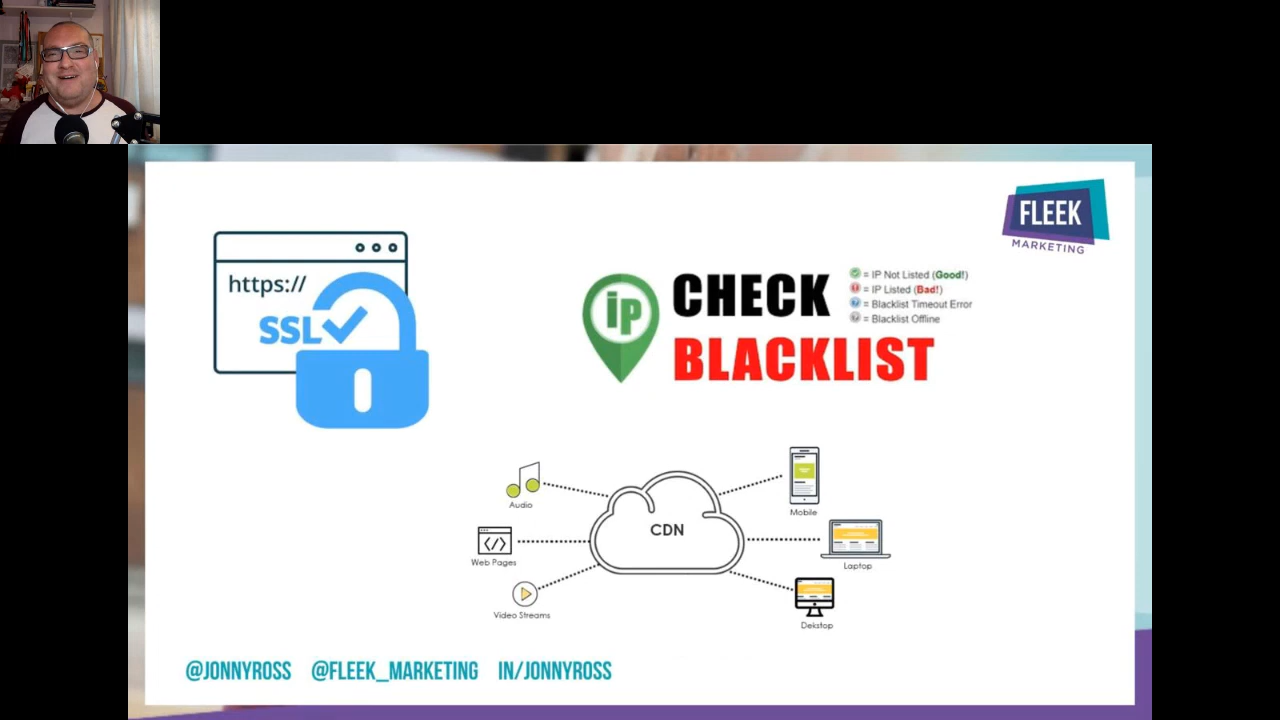 FLEEK
MARKETING
https://
SSL
ip
CHECK
BLACKLIST
= IP Not Listed (Good!)
= IP Listed (Bad!)
= Blacklist Timeout Error
= Blacklist Offline
Audio
Web Pages
Video Streams
CDN
Mobile
Laptop
Dekstop
@JONNYROSS @FLEEK_MARKETING IN/JONNYROSS